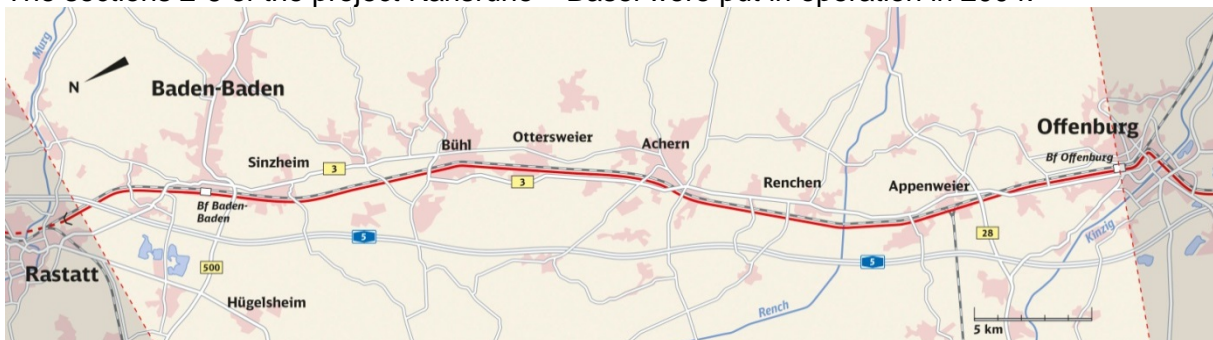 The sections 2-6 of the project Karlsruhe – Basel were put in operation in 2004.
Murg
N
Baden-Baden
Sinzheim
3
Bühl
Ottersweier
3
Achern
Renchen
Appenweier
Offenburg
Bf Offenburg
Bf Baden-
Baden
5
500
Rastatt
Hügelsheim
Rench
5
28
Kinzig
5 km